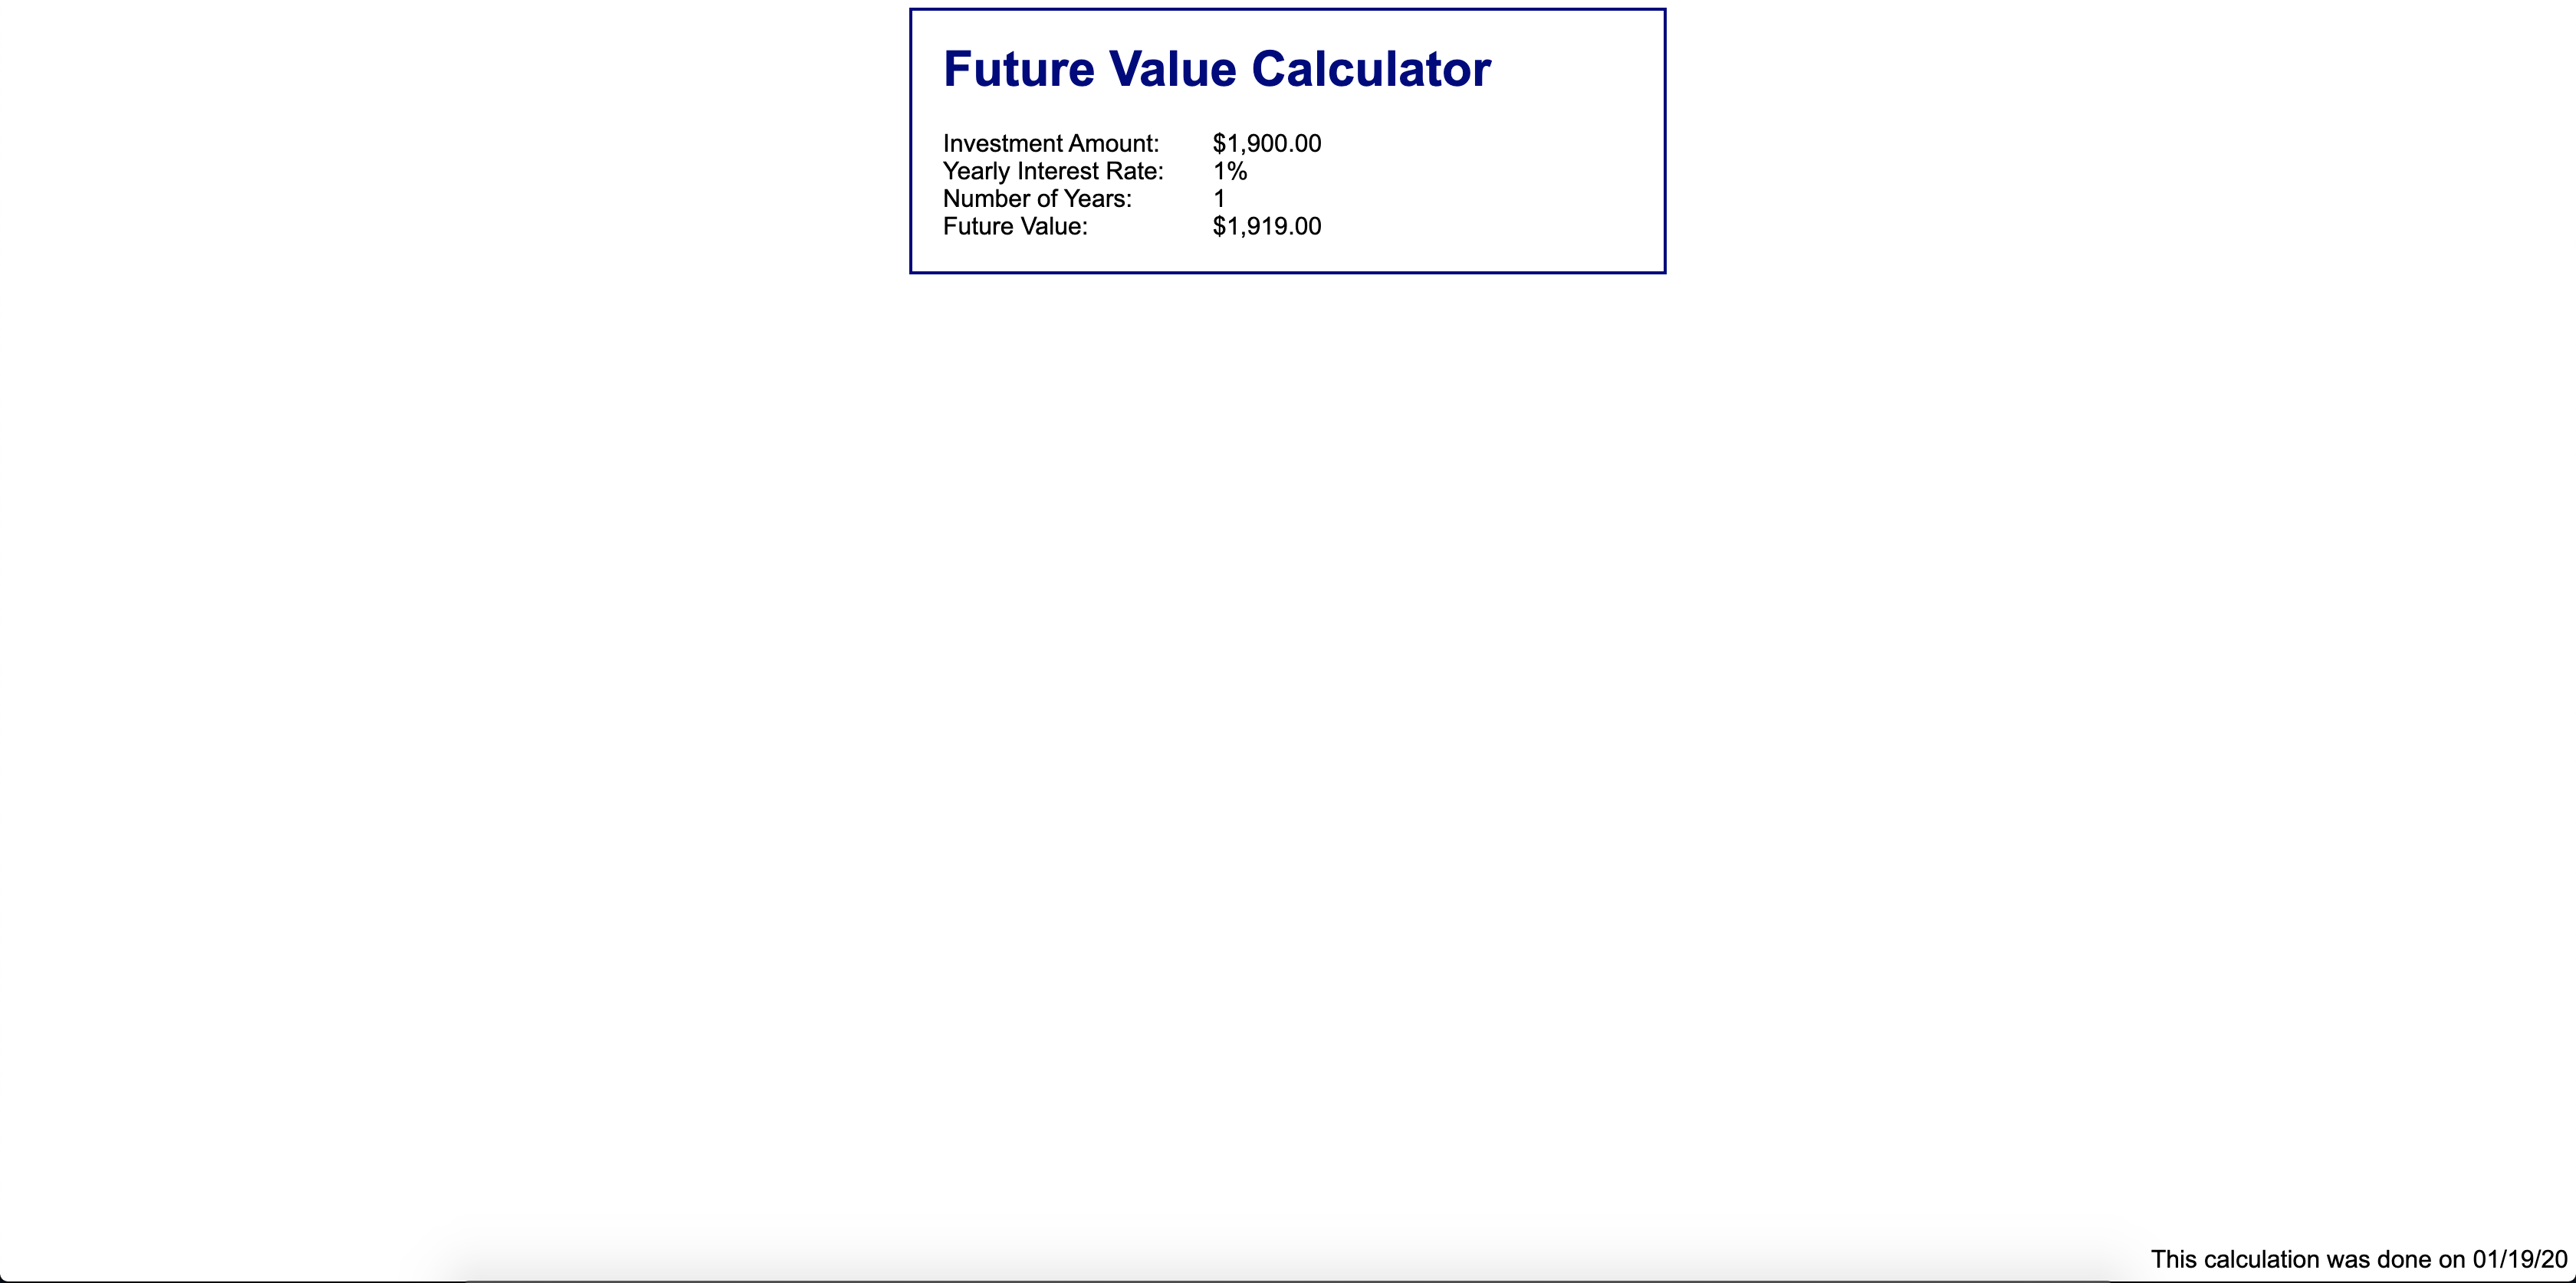 Future Value Calculator
Investment Amount: $1,900.00
Yearly Interest Rate: 1%
Number of Years: 1
Future Value: $1,919.00
This calculation was done on 01/19/20